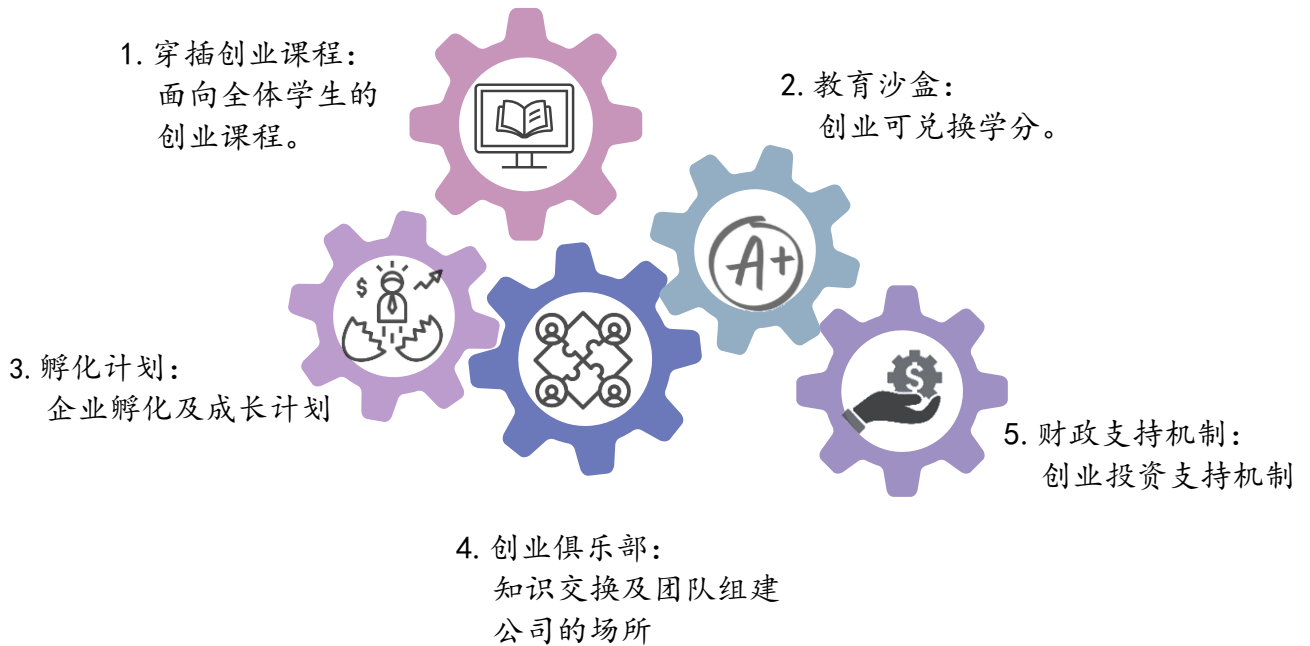 1. 穿插创业课程：
面向全体学生的
创业课程。
2. 教育沙盒：
创业可兑换学分。
A+
$
3. 孵化计划：
企业孵化及成长计划
$
5. 财政支持机制：
创业投资支持机制
4. 创业俱乐部：
知识交换及团队组建
公司的场所